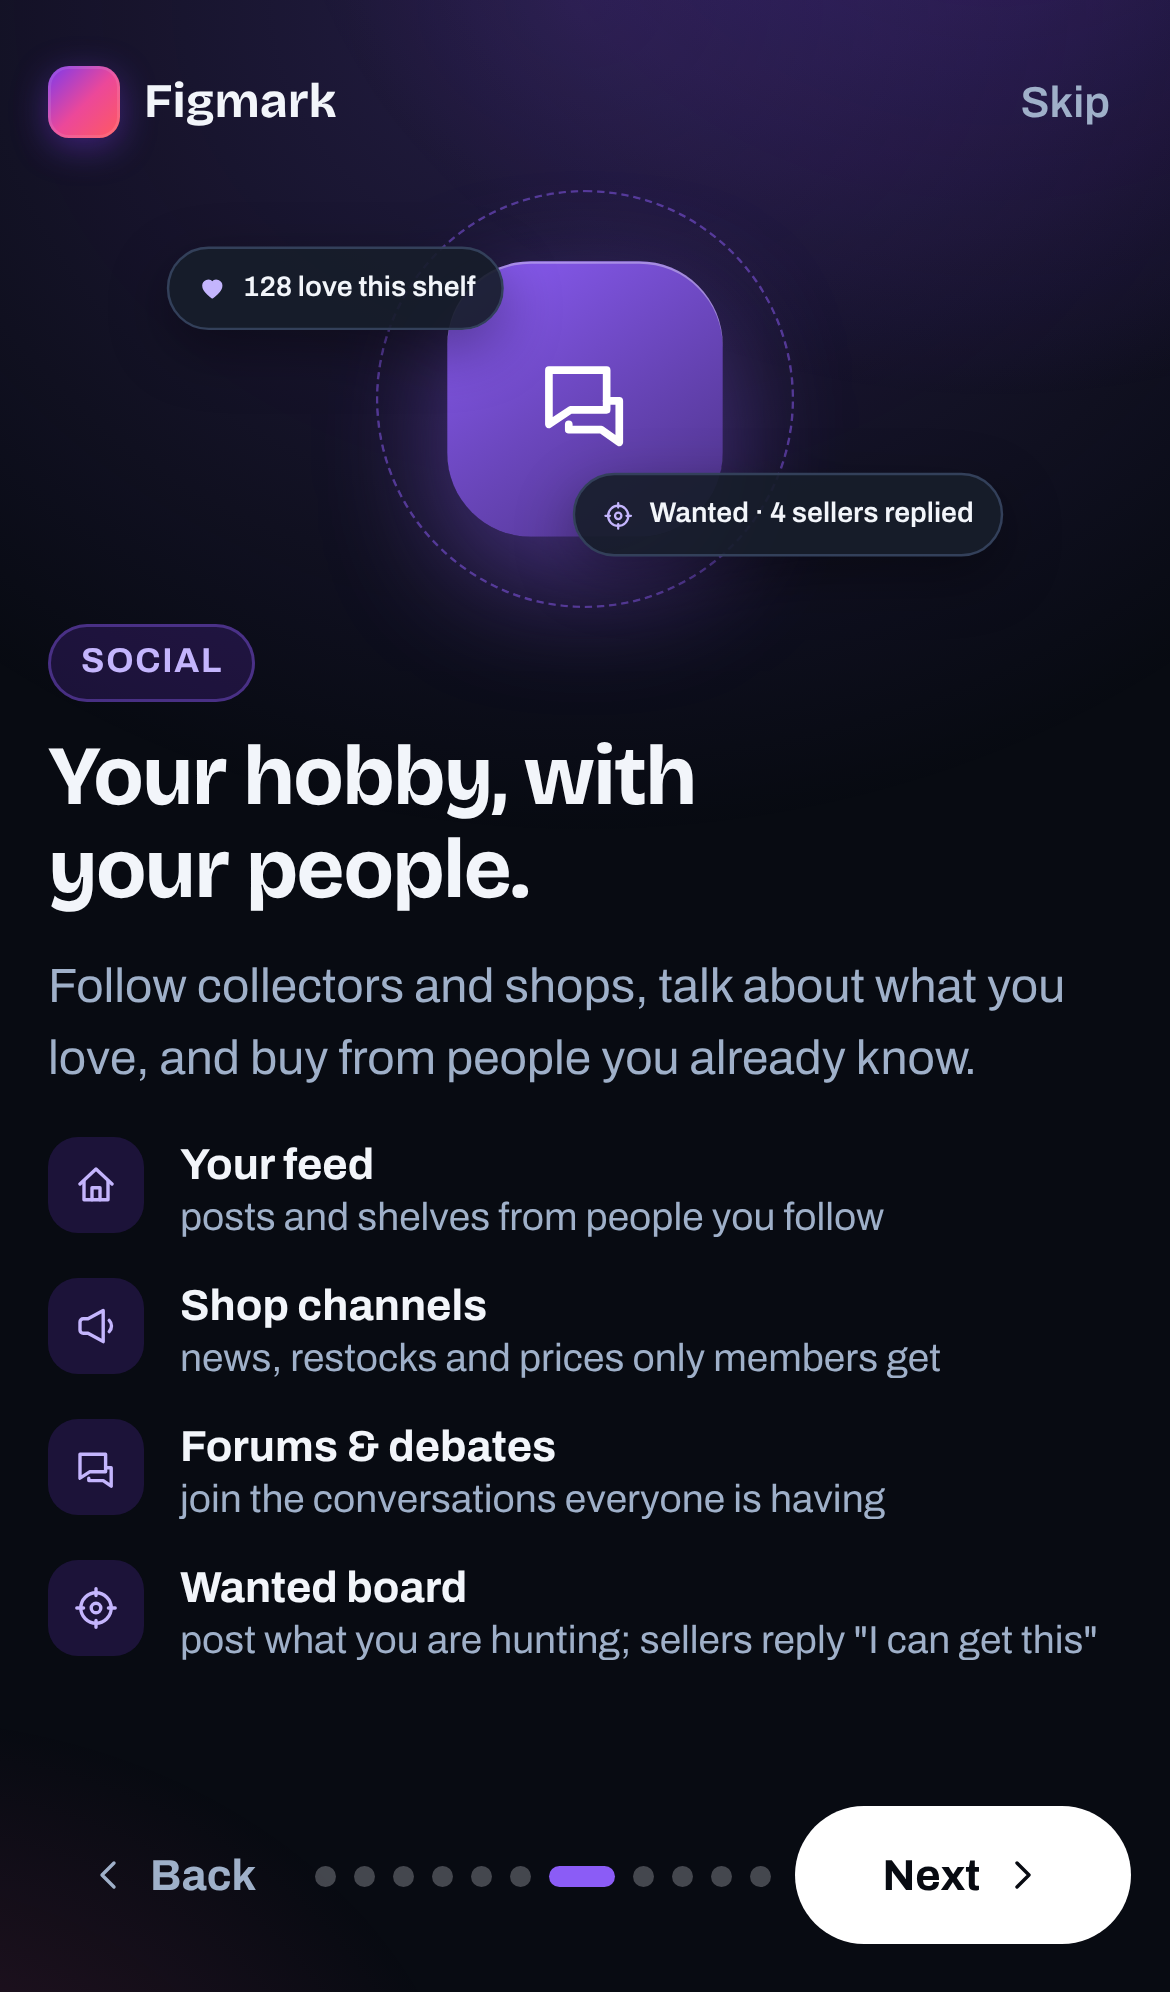 Figmark
Skip
128 love this shelf
Wanted · 4 sellers replied
SOCIAL
Your hobby, with
your people.
Follow collectors and shops, talk about what you
love, and buy from people you already know.
Your feed
posts and shelves from people you follow
Shop channels
news, restocks and prices only members get
Forums & debates
join the conversations everyone is having
Wanted board
post what you are hunting; sellers reply "I can get this"
Back
Next